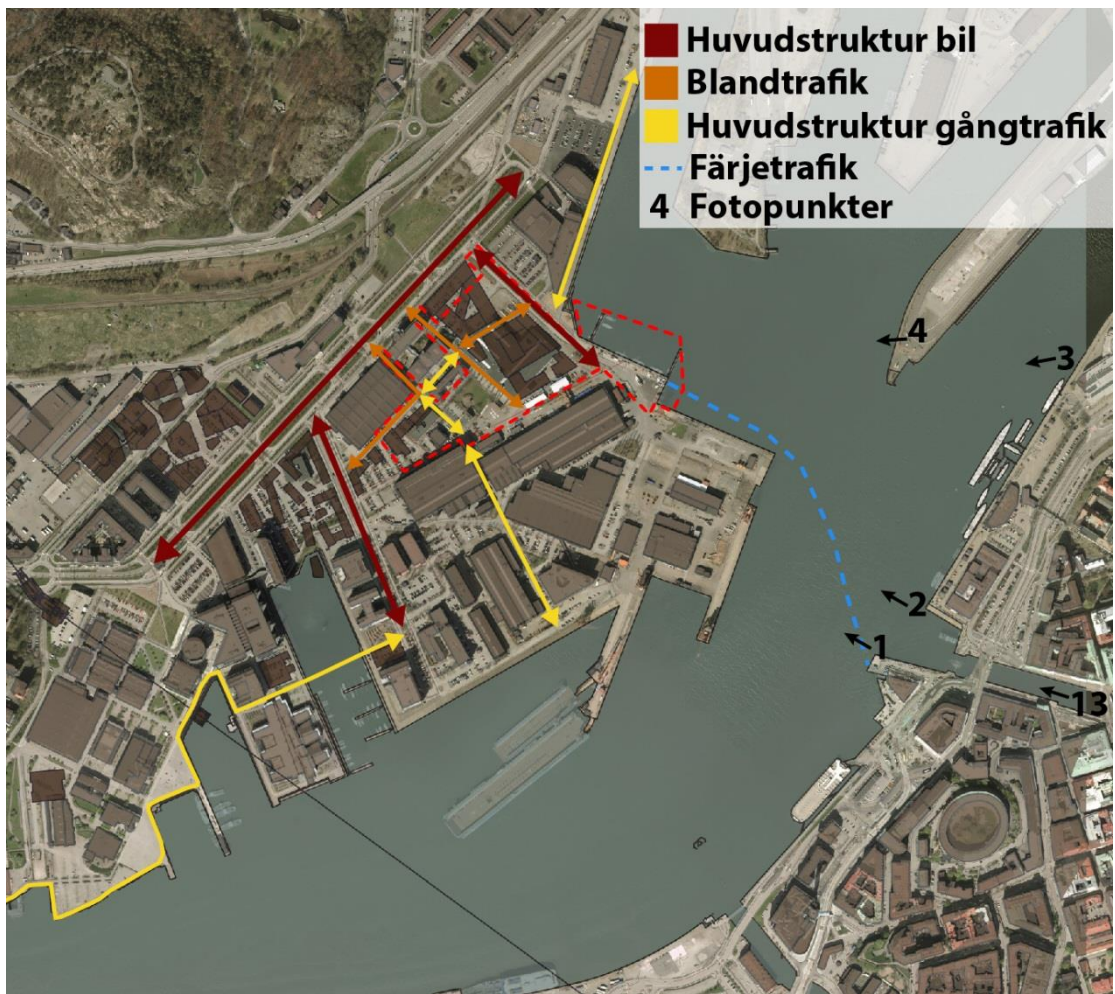 Huvudstruktur bil
Blandtrafik
Huvudstruktur gångtrafik
Färjetrafik
4 Fotopunkter
4
3
2
1
13